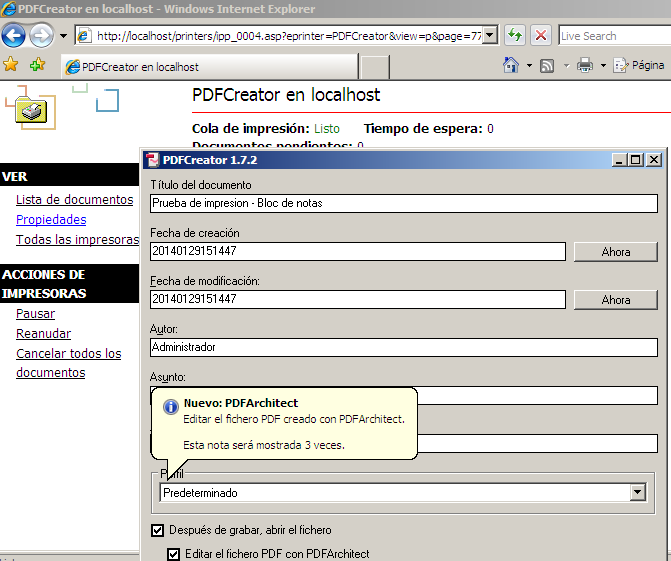 PDFCreator en localhost - Windows Internet Explorer
http://localhost/printers/ipp_0004.asp?eprinter=PDFCreator&view=p&page=77
Live Search
PDFCreator en localhost
Página
PDFCreator en localhost
Cola de impresión: Listo Tiempo de espera: 0
Documentos pendientes: 0
VER
Lista de documentos
Propiedades
Todas las impresoras
ACCIONES DE
IMPRESORAS
Pausar
Reanudar
Cancelar todos los
documentos
PDFCreator 1.7.2
Título del documento
Prueba de impresion - Bloc de notas
Fecha de creación
20140129151447
Ahora
Fecha de modificación:
20140129151447
Ahora
Autor:
Administrador
Asunto:
Nuevo: PDFArchitect
Editar el fichero PDF creado con PDFArchitect.
Esta nota será mostrada 3 veces.
Perfil
Predeterminado
Después de grabar, abrir el fichero
Editar el fichero PDF con PDFArchitect